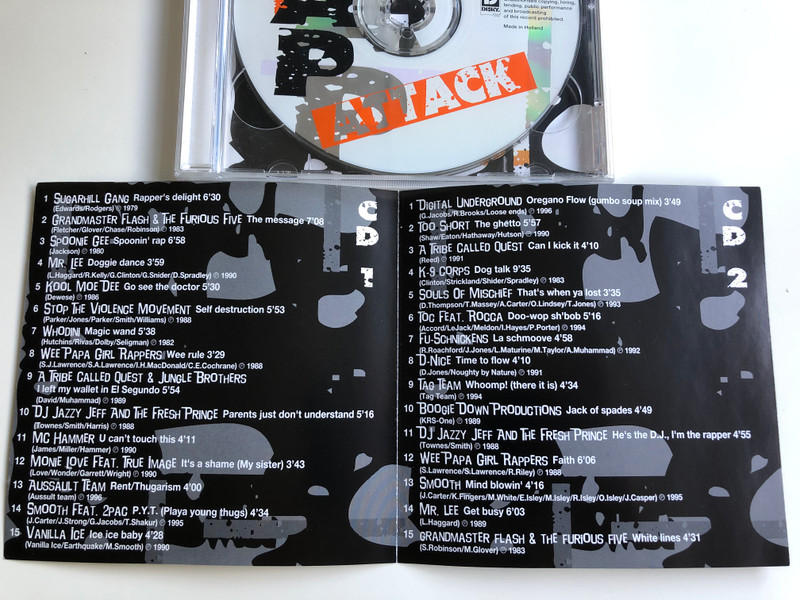 ATTACK
DISKY
Unauthorised copying, hiring,
lending, public performance
and broadcasting
of this record prohibited.
Made in Holland
CD 1
1 SUGARHILL GANG Rapper's delight 6'30
(Edwards/Rodgers) ℗ 1979
2 GRANDMASTER FLASH & THE FURIOUS FIVE The message 7'08
(Fletcher/Glover/Chase/Robinson) ℗ 1983
3 SPOONIE GEE Spoonin' rap 6'58
(Jackson) ℗ 1980
4 MR. LEE Doggie dance 3'59
(L.Haggard/R.Kelly/G.Clinton/G.Snider/D.Spradley) ℗ 1990
5 KOOL MOE DEE Go see the doctor 5'30
(Dewese) ℗ 1986
6 STOP THE VIOLENCE MOVEMENT Self destruction 5'53
(Parker/Jones/Parker/Smith/Williams) ℗ 1988
7 WHODINI Magic wand 5'38
(Hutchins/Rivas/Dolby/Seligman) ℗ 1982
8 WEE PAPA GIRL RAPPERS Wee rule 3'29
(S.J.Lawrence/S.A.Lawrence/I.H.MacDonald/C.E.Cochrane) ℗ 1988
9 A TRIBE CALLED QUEST & JUNGLE BROTHERS
I left my wallet in El Segundo 5'54
(David/Muhammad) ℗ 1989
10 DJ JAZZY JEFF AND THE FRESH PRINCE Parents just don't understand 5'16
(Townes/Smith/Harris) ℗ 1988
11 MC HAMMER U can't touch this 4'11
(James/Miller/Hammer) ℗ 1990
12 MONIE LOVE FEAT. TRUE IMAGE It's a shame (My sister) 3'43
(Love/Wonder/Garrett/Wright) ℗ 1990
13 AUSSAULT TEAM Rent/Thugarism 4'00
(Aussult team) ℗ 1996
14 SMOOTH FEAT. 2PAC P.Y.T. (Playa young thugs) 4'34
(J.Carter/J.Strong/G.Jacobs/T.Shakur) ℗ 1995
15 VANILLA ICE Ice ice baby 4'28
(Vanilla Ice/Earthquake/M.Smooth) ℗ 1990
CD 2
1 DIGITAL UNDERGROUND Oregano Flow (gumbo soup mix) 3'49
(G.Jacobs/R.Brooks/Loose ends) ℗ 1996
2 TOO SHORT The ghetto 5'57
(Shaw/Eaton/Hathaway/Hutson) ℗ 1990
3 A TRIBE CALLED QUEST Can I kick it 4'10
(Reed) ℗ 1991
4 K-9 CORPS Dog talk 9'35
(Clinton/Strickland/Shider/Spradley) ℗ 1983
5 SOULS OF MISCHIEF That's when ya lost 3'35
(D.Thompson/T.Massey/A.Carter/O.Lindsey/T.Jones) ℗ 1993
6 TOC FEAT. ROCCA Doo-wop sh'bob 5'16
(Accord/LeJack/Meldon/I.Hayes/P.Porter) ℗ 1994
7 FU-SCHNICKENS La schmoove 4'58
(R.Roachford/J.Jones/L.Maturine/M.Taylor/A.Muhammad) ℗ 1992
8 D-NICE Time to flow 4'10
(D.Jones/Noughty by Nature) ℗ 1991
9 TAG TEAM Whoomp! (there it is) 4'34
(Tag Team) ℗ 1994
10 BOOGIE DOWN PRODUCTIONS Jack of spades 4'49
(KRS-One) ℗ 1989
11 DJ JAZZY JEFF AND THE FRESH PRINCE He's the D.J., I'm the rapper 4'55
(Townes/Smith) ℗ 1988
12 WEE PAPA GIRL RAPPERS Faith 6'06
(S.Lawrence/S.Lawrence/R.Riley) ℗ 1988
13 SMOOTH Mind blowin' 4'16
(J.Carter/K.Fingers/M.White/E.Isley/M.Isley/R.Isley/O.Isley/J.Casper) ℗ 1995
14 MR. LEE Get busy 6'03
(L.Haggard) ℗ 1989
15 GRANDMASTER FLASH & THE FURIOUS FIVE White lines 4'31
(S.Robinson/M.Glover) ℗ 1983